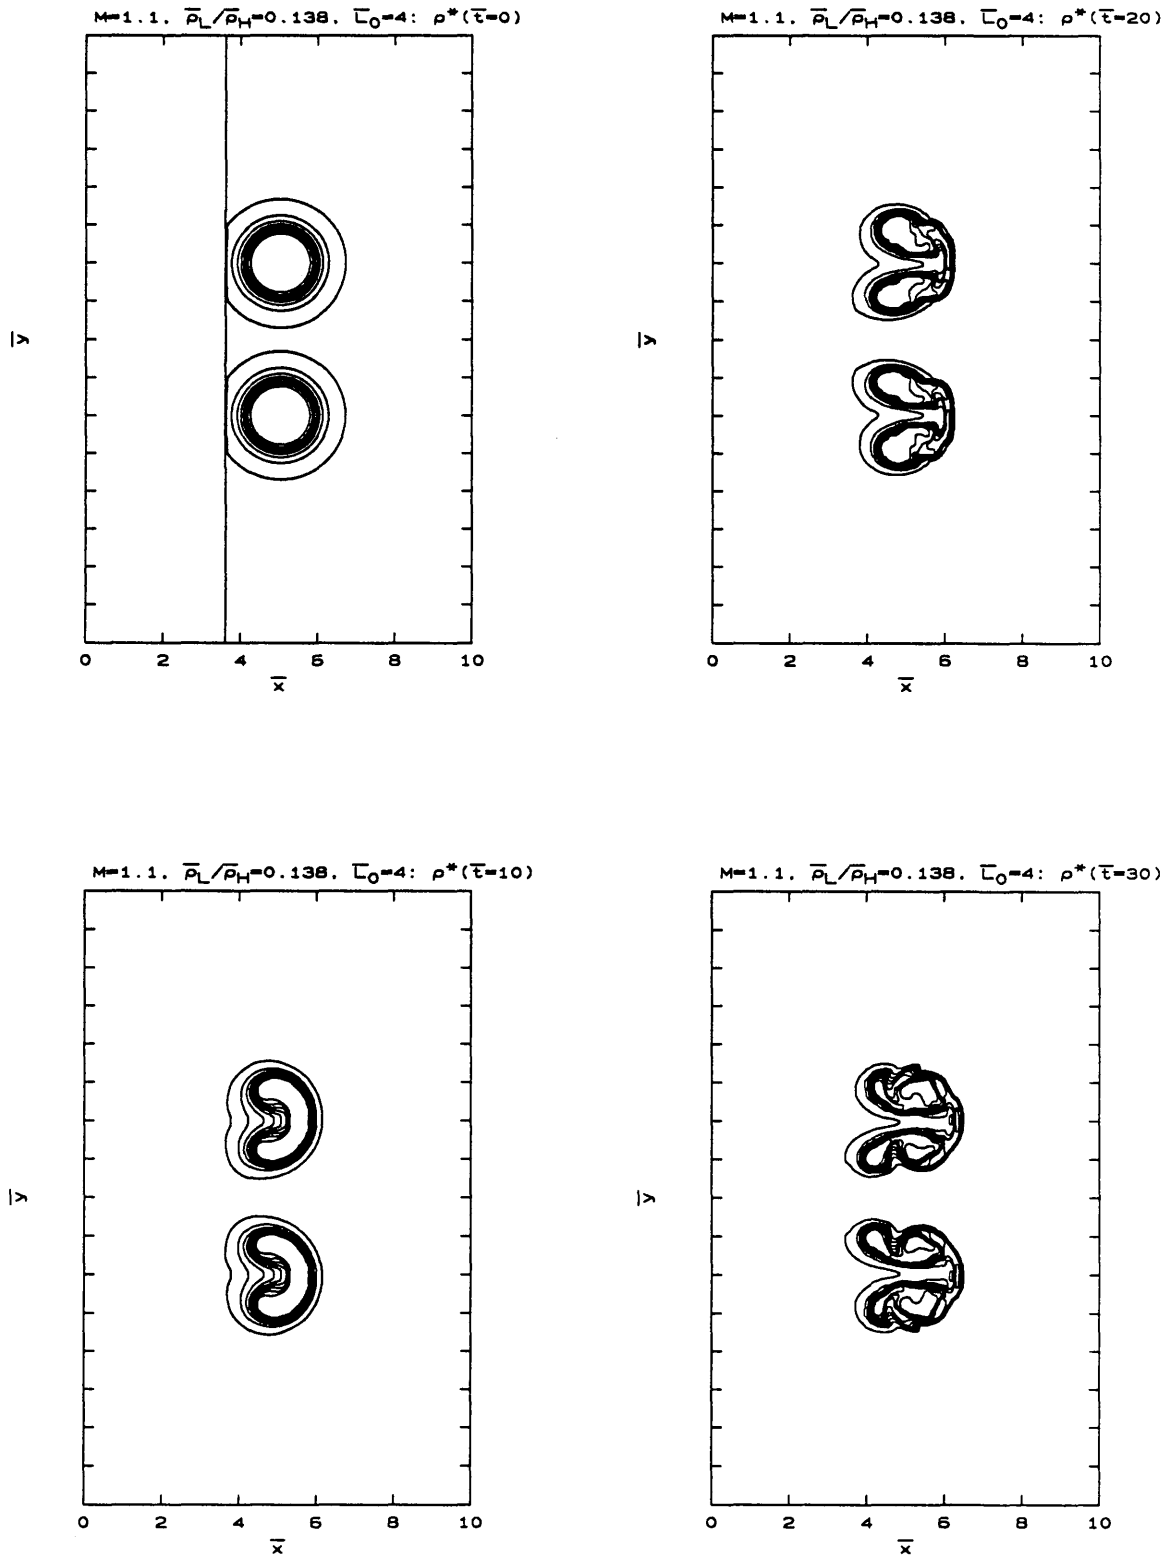 M=1.1, ρ̅L/ρ̅H=0.138, L̅0=4: ρ*(t̅=0)
y̅
0 2 4 6 8 10
x̅
M=1.1, ρ̅L/ρ̅H=0.138, L̅0=4: ρ*(t̅=20)
y̅
0 2 4 6 8 10
x̅
M=1.1, ρ̅L/ρ̅H=0.138, L̅0=4: ρ*(t̅=10)
y̅
0 2 4 6 8 10
x̅
M=1.1, ρ̅L/ρ̅H=0.138, L̅0=4: ρ*(t̅=30)
y̅
0 2 4 6 8 10
x̅